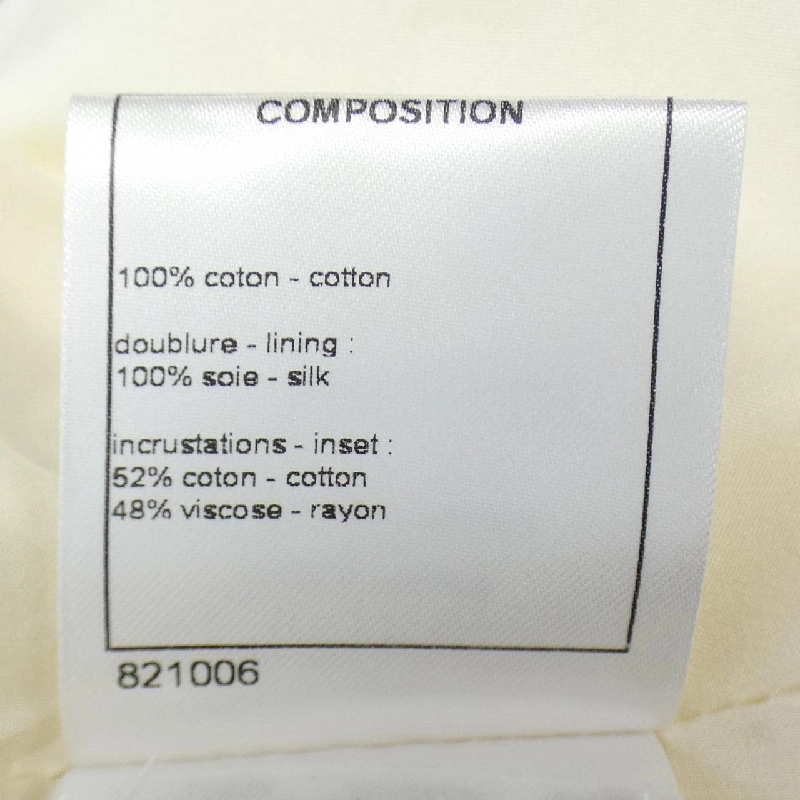 COMPOSITION
100% coton - cotton
doublure - lining :
100% soie - silk
incrustations - inset :
52% coton - cotton
48% viscose - rayon
821006